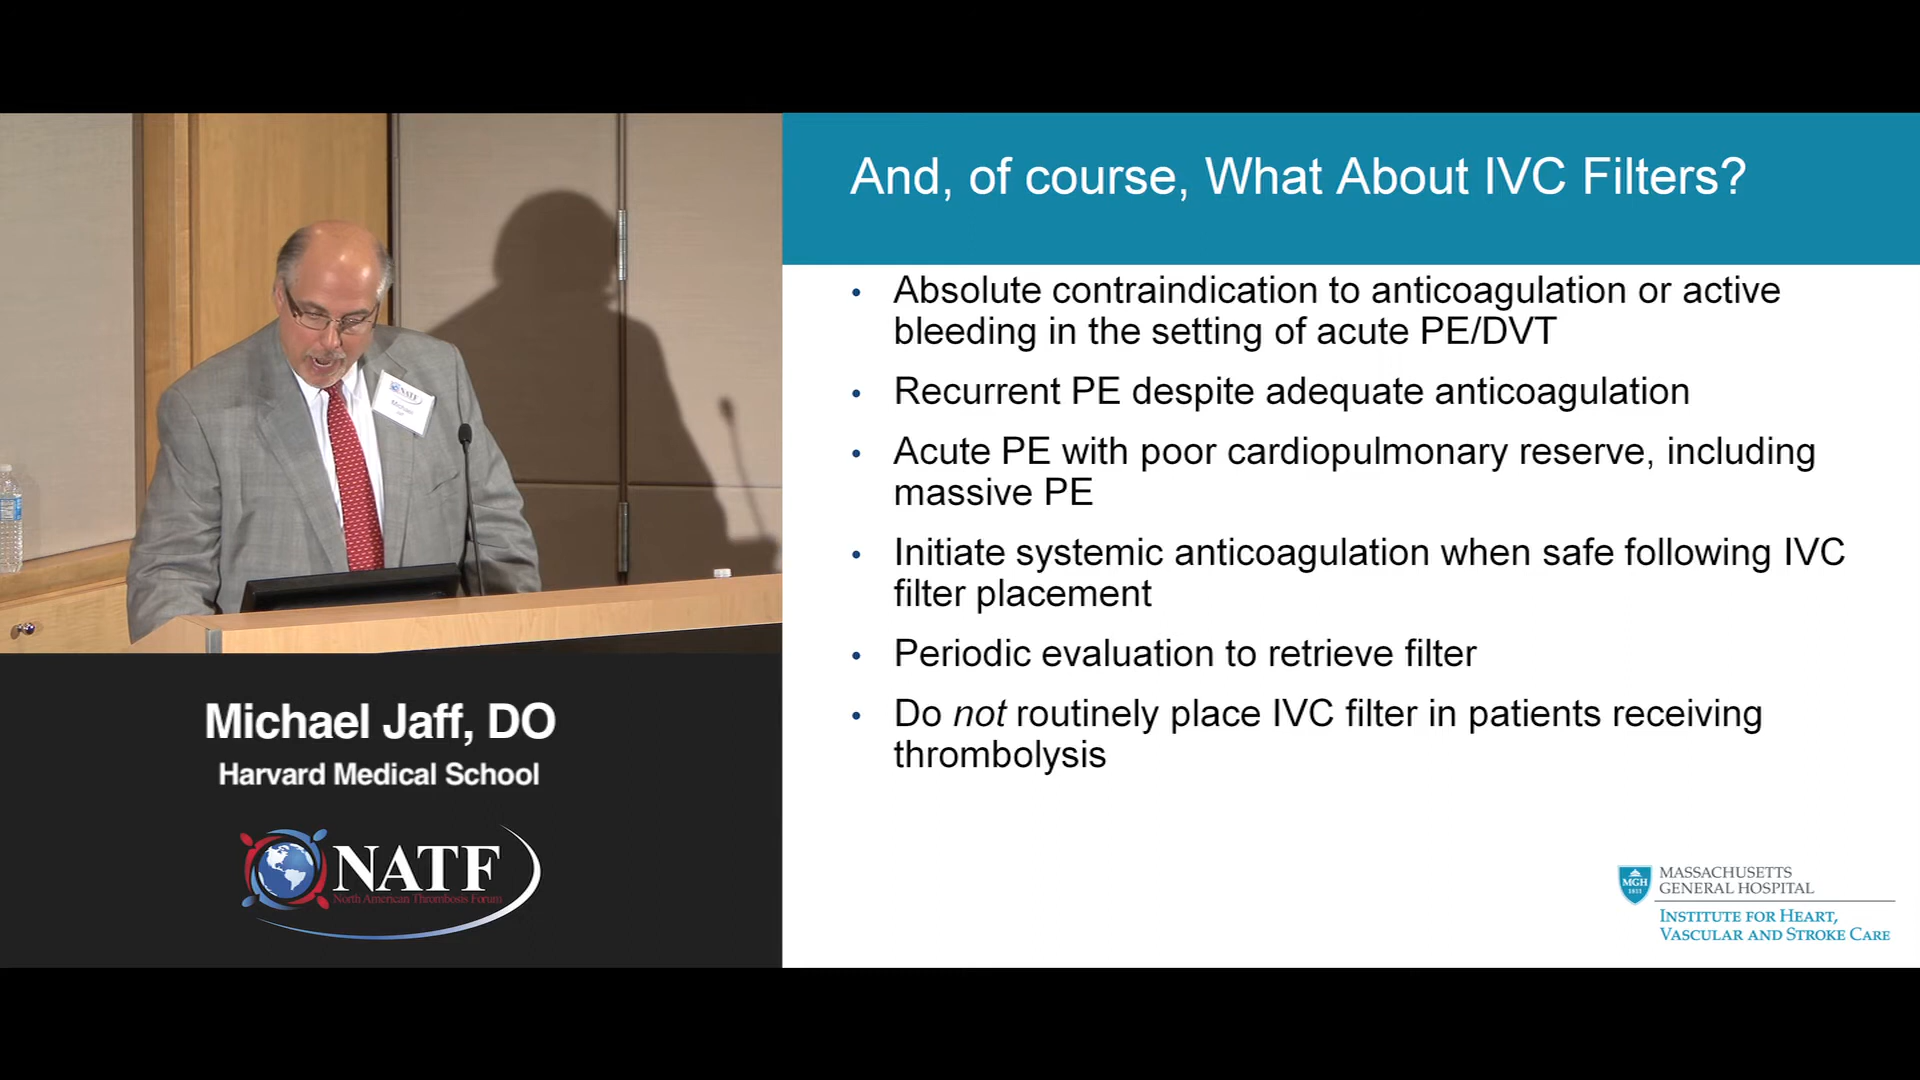 And, of course, What About IVC Filters?
• Absolute contraindication to anticoagulation or active
bleeding in the setting of acute PE/DVT
• Recurrent PE despite adequate anticoagulation
• Acute PE with poor cardiopulmonary reserve, including
massive PE
• Initiate systemic anticoagulation when safe following IVC
filter placement
• Periodic evaluation to retrieve filter
• Do not routinely place IVC filter in patients receiving
thrombolysis
NATF
Michael
Michael Jaff, DO
Harvard Medical School
NATF
North American Thrombosis Forum
MGH
1811
MASSACHUSETTS
GENERAL HOSPITAL
INSTITUTE FOR HEART,
VASCULAR AND STROKE CARE